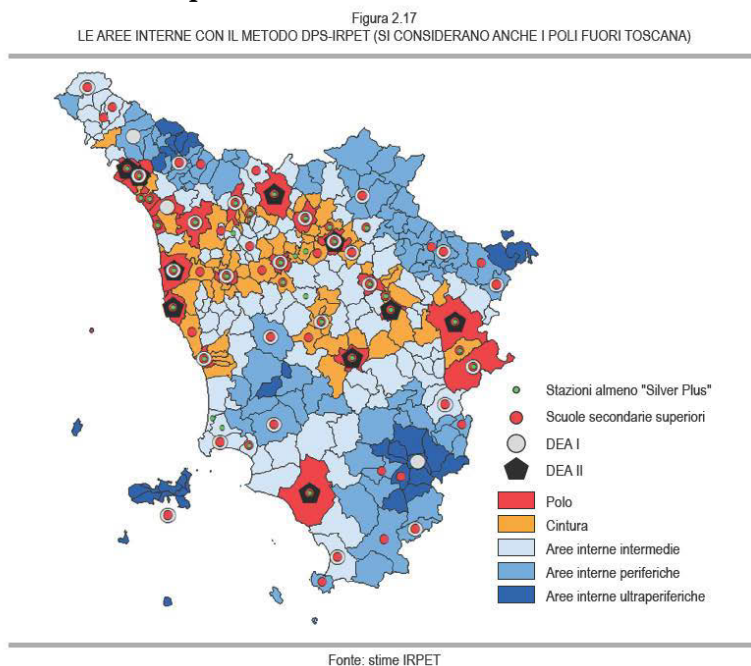 Figura 2.17
LE AREE INTERNE CON IL METODO DPS-IRPET (SI CONSIDERANO ANCHE I POLI FUORI TOSCANA)
Stazioni almeno "Silver Plus"
Scuole secondarie superiori
DEA I
DEA II
Polo
Cintura
Aree interne intermedie
Aree interne periferiche
Aree interne ultraperiferiche
Fonte: stime IRPET